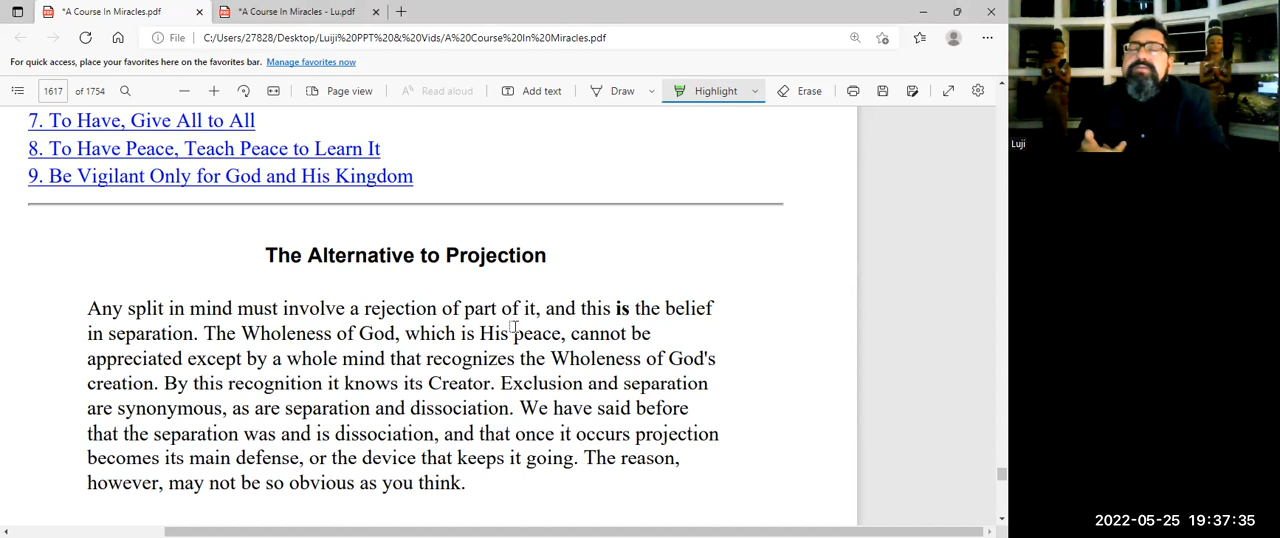 *A Course In Miracles.pdf
*A Course In Miracles - Lu.pdf
File
C:/Users/27828/Desktop/Luiji%20PPT%20&%20Vids/A%20Course%20In%20Miracles.pdf
For quick access, place your favorites here on the favorites bar. Manage favorites now
1617 of 1754
Page view
Read aloud
Add text
Draw
Highlight
Erase
7. To Have, Give All to All
8. To Have Peace, Teach Peace to Learn It
9. Be Vigilant Only for God and His Kingdom
The Alternative to Projection
Any split in mind must involve a rejection of part of it, and this is the belief
in separation. The Wholeness of God, which is His peace, cannot be
appreciated except by a whole mind that recognizes the Wholeness of God's
creation. By this recognition it knows its Creator. Exclusion and separation
are synonymous, as are separation and dissociation. We have said before
that the separation was and is dissociation, and that once it occurs projection
becomes its main defense, or the device that keeps it going. The reason,
however, may not be so obvious as you think.
Luji
2022-05-25 19:37:35